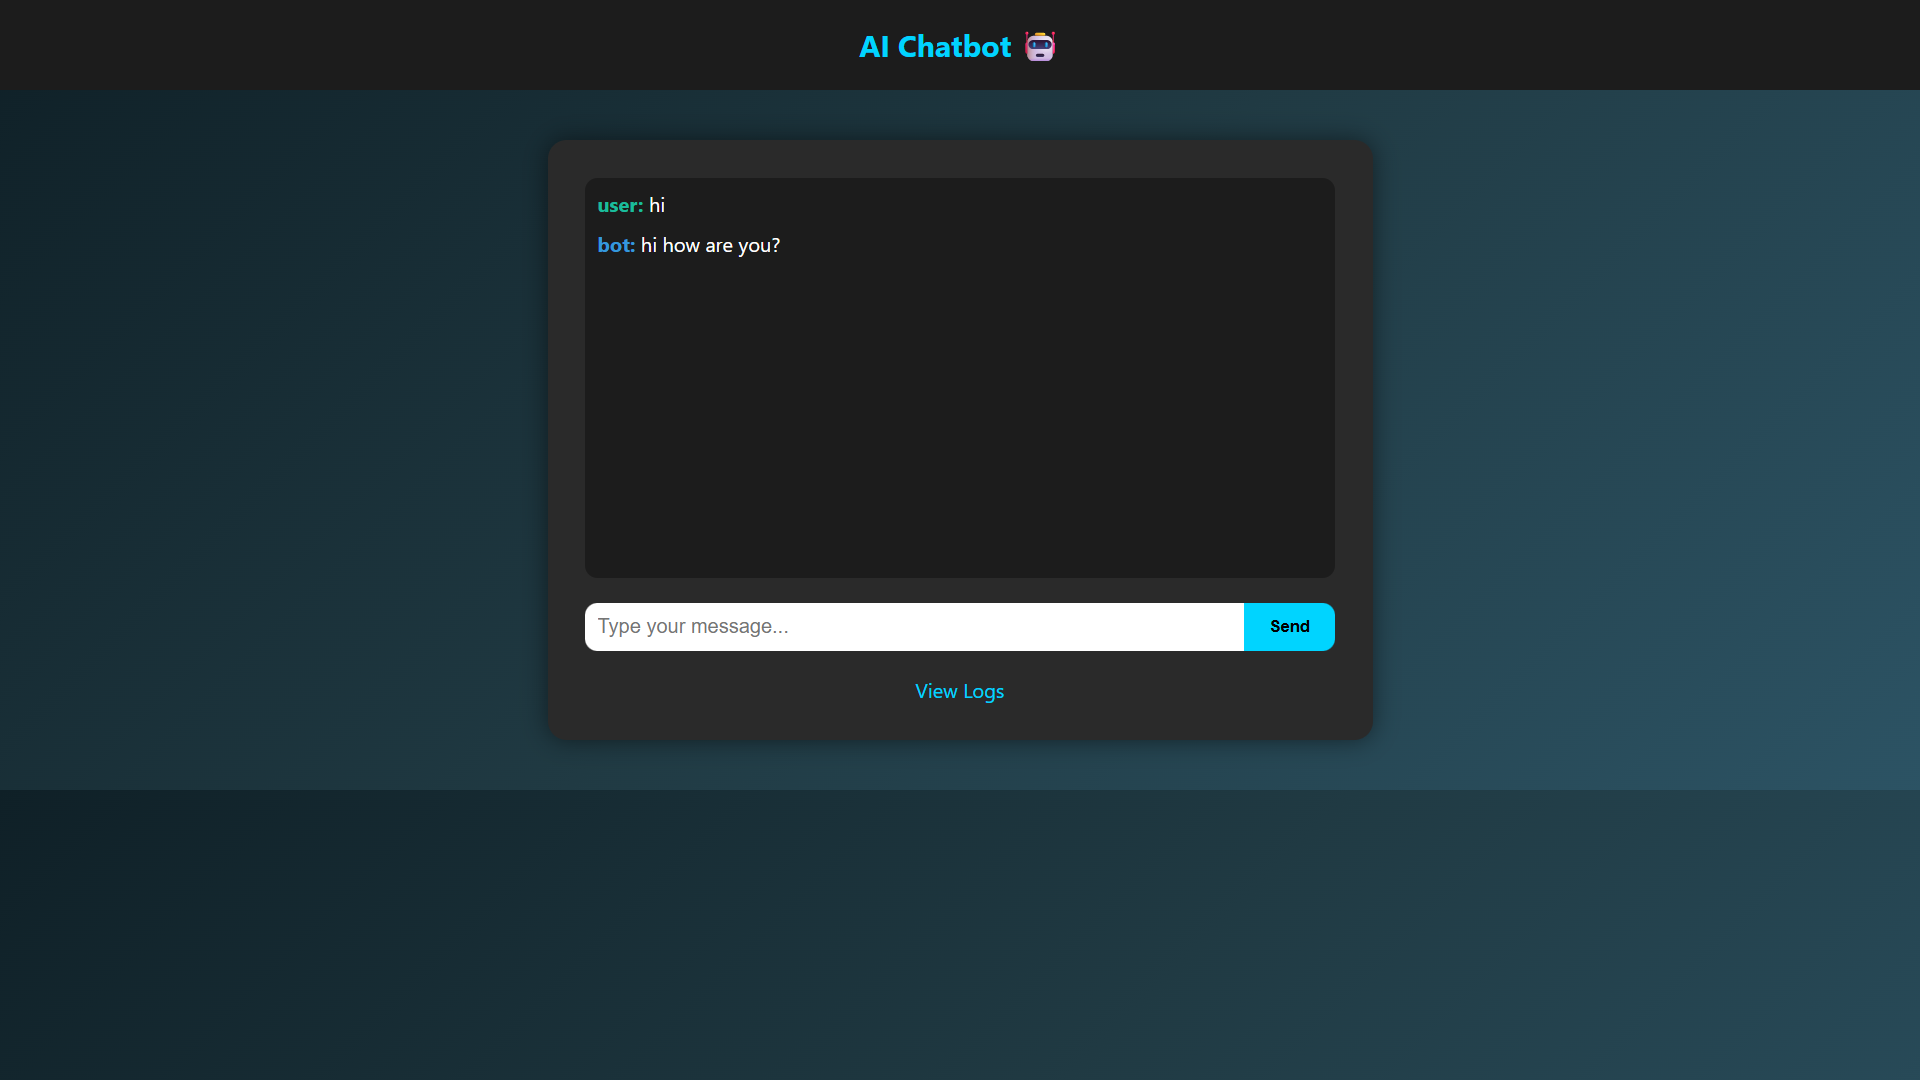 AI Chatbot 🤖
user: hi
bot: hi how are you?
Type your message...
Send
View Logs